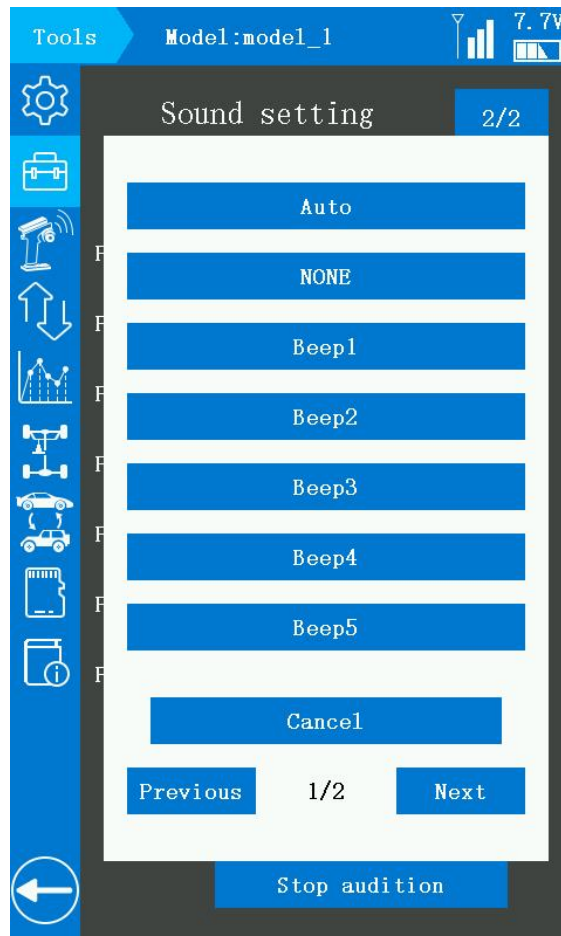 Tools Model:model_1 7.7V
Sound setting 2/2
Auto
F
NONE
F
Beep1
F
Beep2
F
Beep3
F
Beep4
F
Beep5
F
Cancel
Previous 1/2 Next
Stop audition